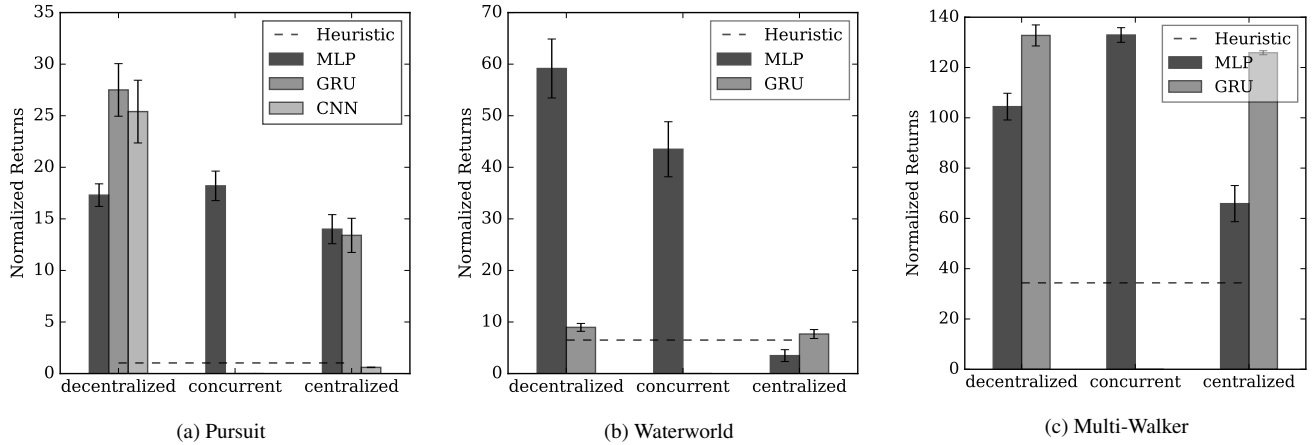 35
30
25
20
15
10
5
0
Normalized Returns
Heuristic
MLP
GRU
CNN
decentralized concurrent centralized
(a) Pursuit
70
60
50
40
30
20
10
0
Normalized Returns
Heuristic
MLP
GRU
decentralized concurrent centralized
(b) Waterworld
140
120
100
80
60
40
20
0
Normalized Returns
Heuristic
MLP
GRU
decentralized concurrent centralized
(c) Multi-Walker